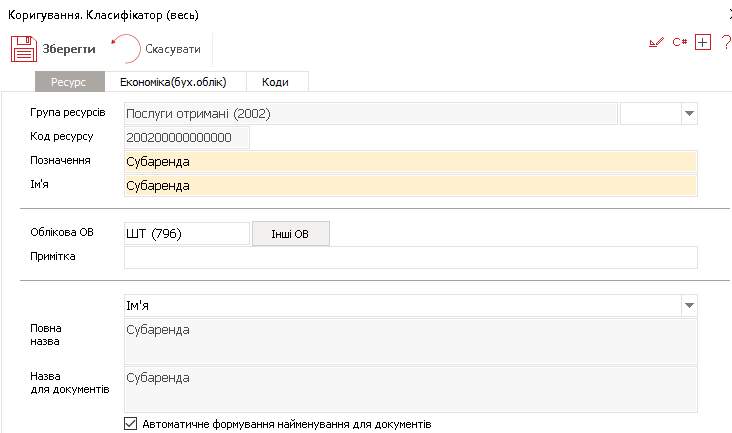 Коригування. Класифікатор (весь)
Зберегти Скасувати C# ?
Ресурс Економіка(бух.облік) Коди
Група ресурсів Послуги отримані (2002)
Код ресурсу 200200000000000
Позначення Субаренда
Ім'я Субаренда
Облікова ОВ ШТ (796) Інші ОВ
Примітка
Ім'я
Повна назва Субаренда
Назва для документів Субаренда
Автоматичне формування найменування для документів